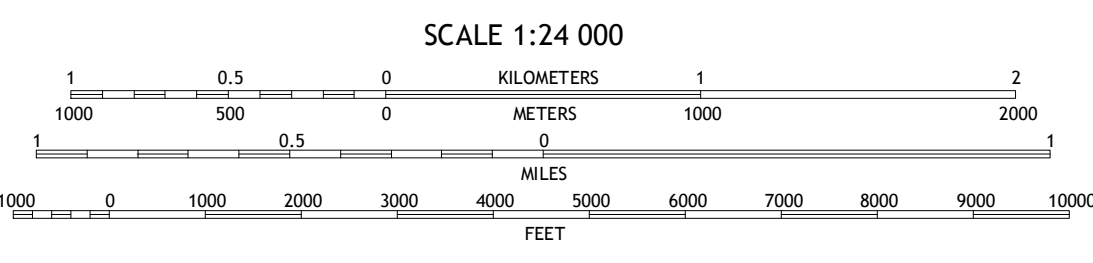 SCALE 1:24 000
1 0.5 0 KILOMETERS 1 2
1000 500 0 METERS 1000 2000
1 0.5 0 1
MILES
1000 0 1000 2000 3000 4000 5000 6000 7000 8000 9000 10000
FEET